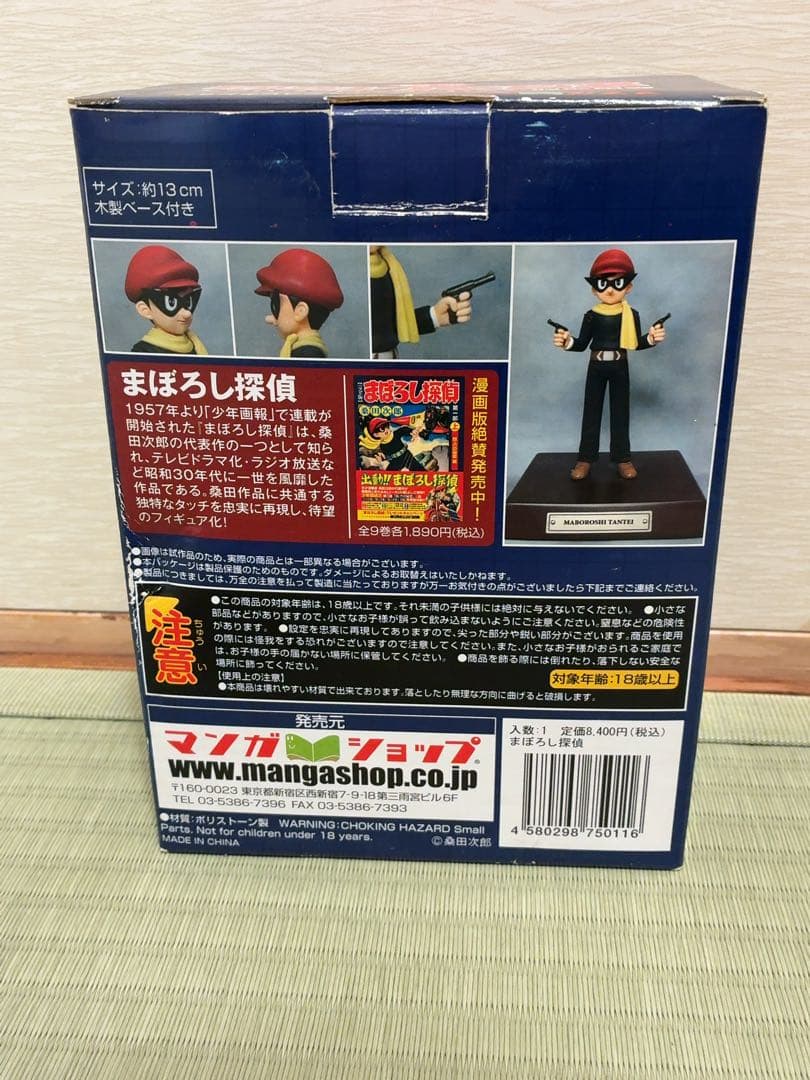 サイズ:約13cm
木製ベース付き
まぼろし探偵
1957年より「少年画報」で連載が
開始された『まぼろし探偵』は、桑
田次郎の代表作の一つとして知ら
れ、テレビドラマ化・ラジオ放送な
ど昭和30年代に一世を風靡した
作品である。桑田作品に共通する
独特なタッチを忠実に再現し、待望
のフィギュア化!
まぼろし探偵
桑田次郎
第一部
上
出動!!まぼろし探偵
漫画版絶賛発売中!
全9巻各1,890円(税込)
MABOROSHI TANTEI
●画像は試作品のため、実際の商品とは一部異なる場合がございます。
●本パッケージは製品保護のためのものです。ダメージによるお取替えはいたしかねます。
●製品につきましては、万全の注意を払って製造に当たっておりますが万一お気付きの点がございましたら下記までご連絡ください。
注意
ちゅうい
●この商品の対象年齢は、18歳以上です。それ未満の子供様には絶対に与えないでください。 ●小さな
部品などがありますので、小さなお子様が誤って飲み込まないようにご注意ください。窒息などの危険性
があります。 ●設定を忠実に再現してありますので、尖った部分や鋭い部分がございます。商品を使用
の際には怪我をする恐れがございますので注意してください。また、小さなお子様がおられるご家庭で
は、お子様の手の届かない場所に保管してください。 ●商品を飾る際には倒れたり、落下しない安全な
場所に飾ってください。
【使用上の注意】
●本商品は壊れやすい材質で出来ております。落としたり無理な方向に曲げると破損します。
対象年齢:18歳以上
発売元
マンガショップ
www.mangashop.co.jp
〒160-0023 東京都新宿区西新宿7-9-18第三雨宮ビル6F
TEL 03-5386-7396 FAX 03-5386-7393
●材質:ポリストーン製 WARNING:CHOKING HAZARD Small
Parts. Not for children under 18 years.
MADE IN CHINA
©桑田次郎
入数:1 定価8,400円(税込)
まぼろし探偵
4 580298 750116